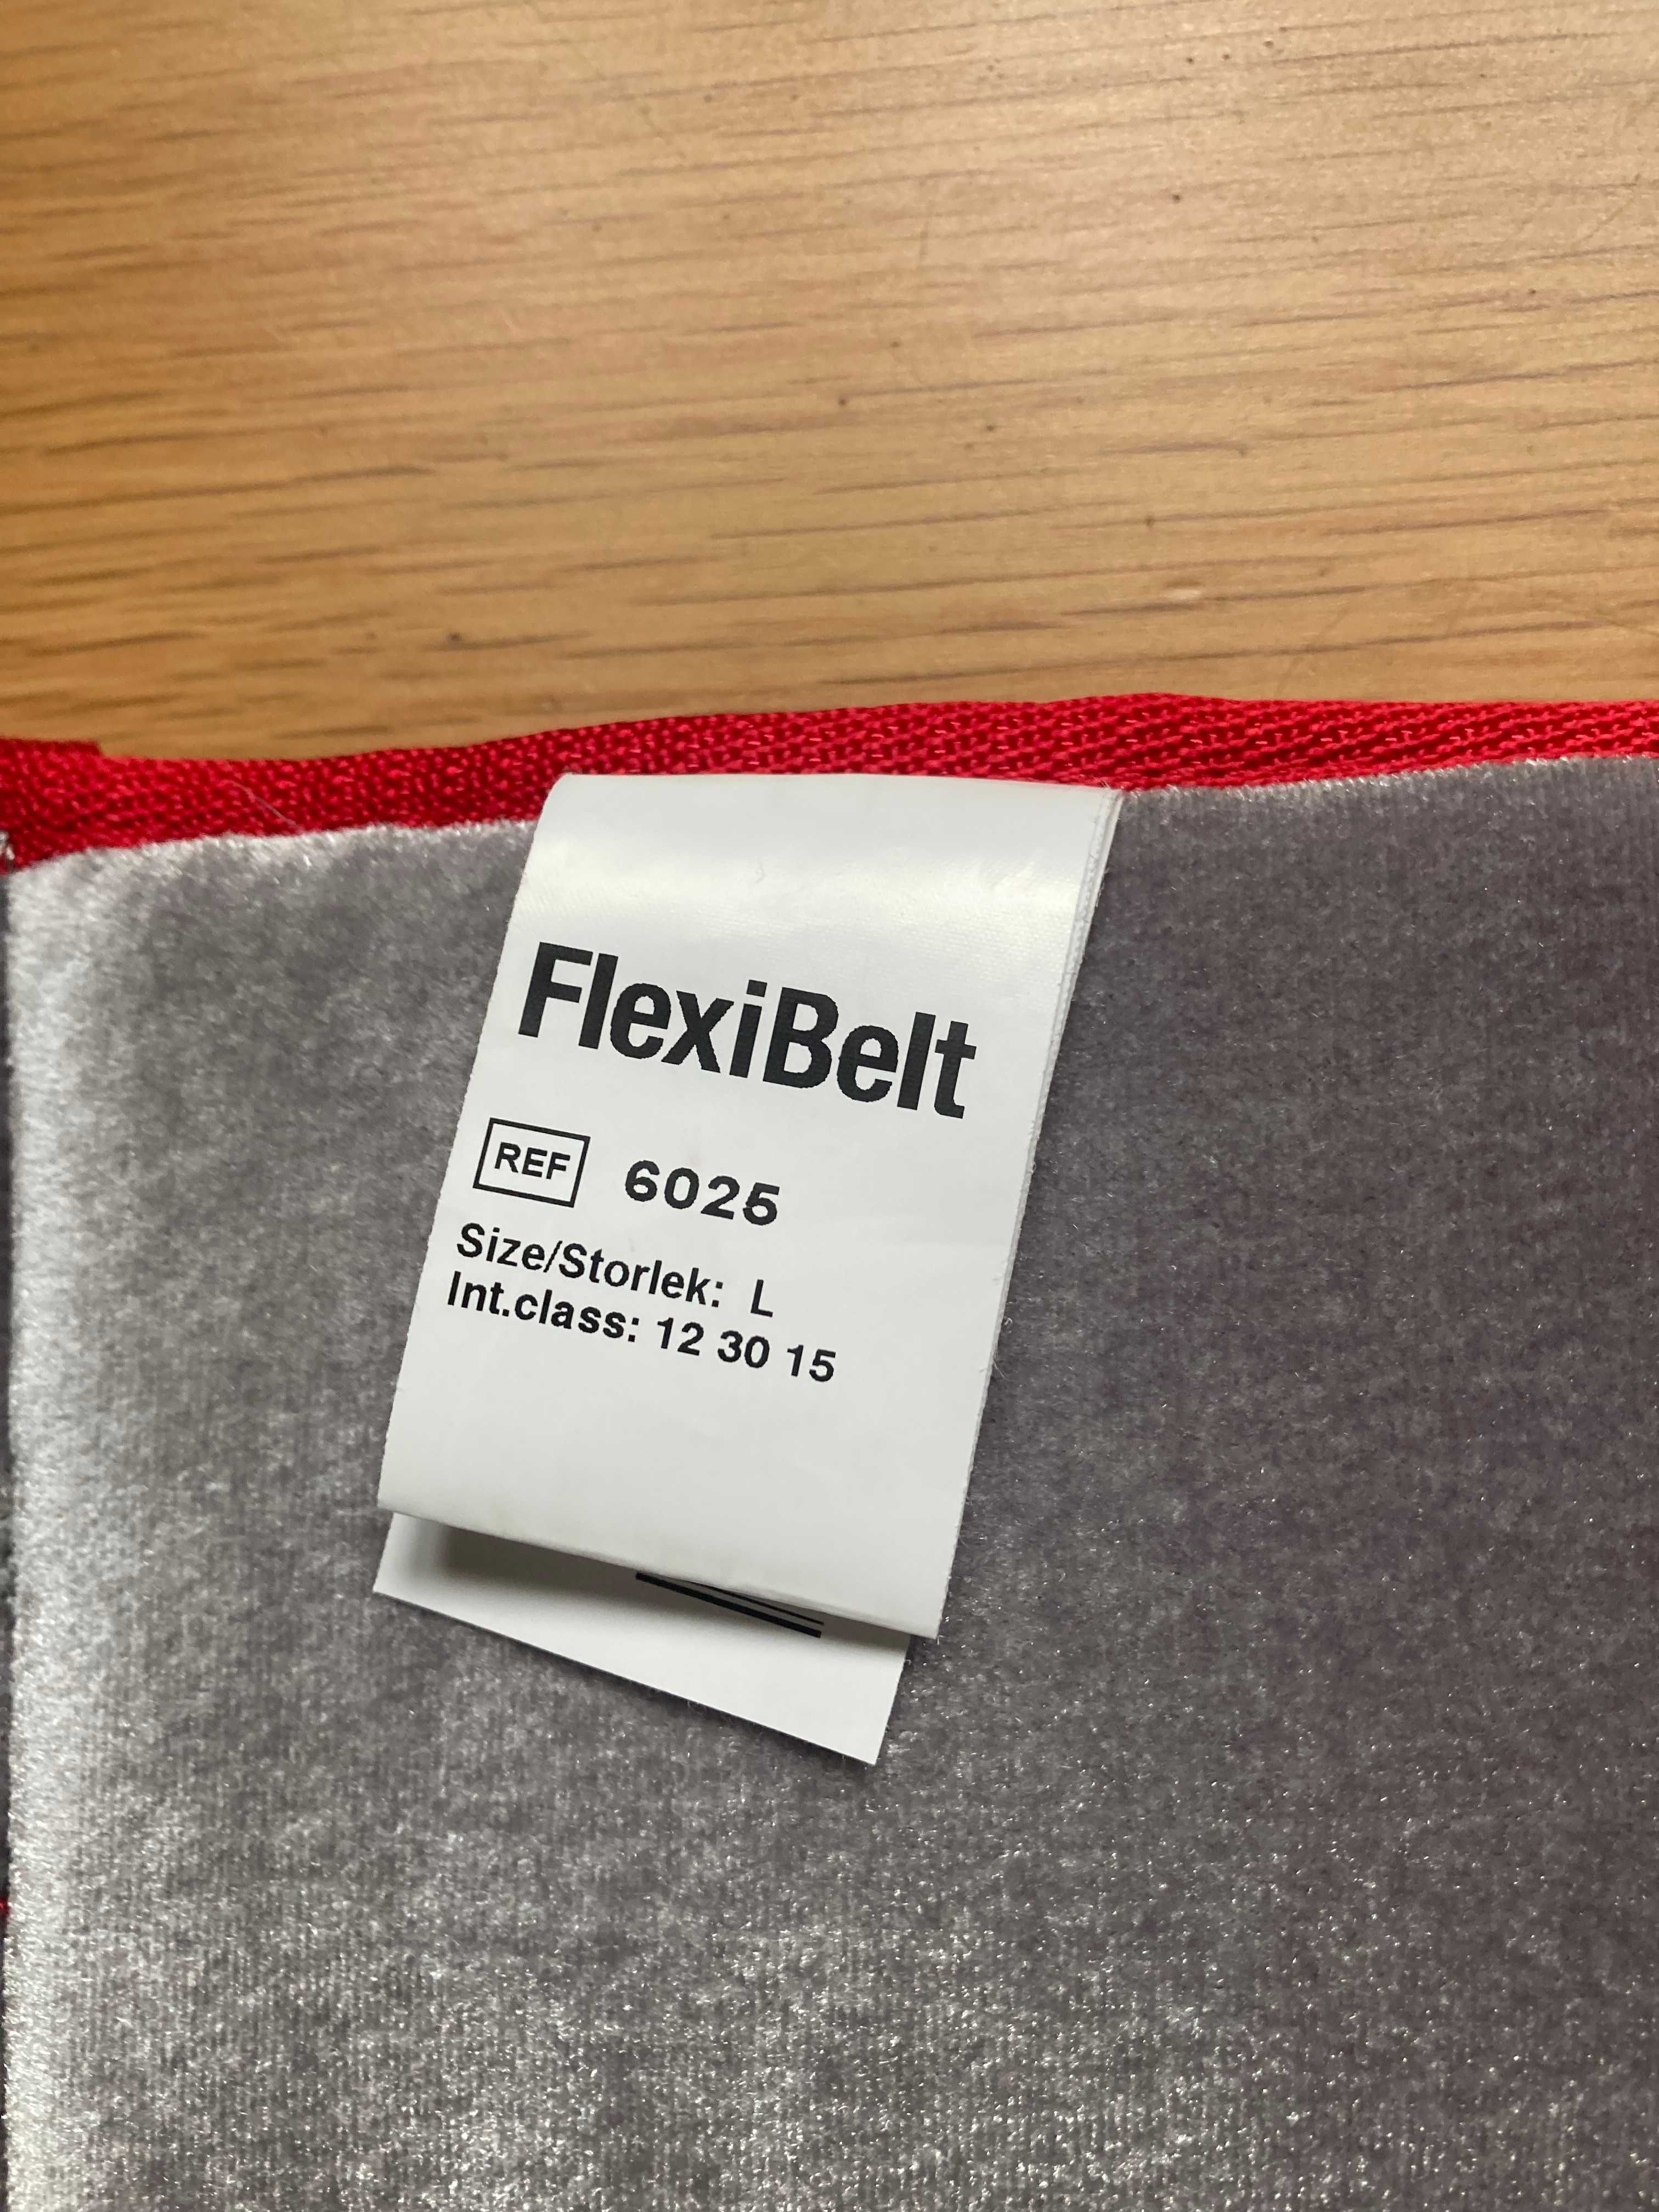 FlexiBelt
REF 6025
Size/Storlek: L
Int.class: 12 30 15